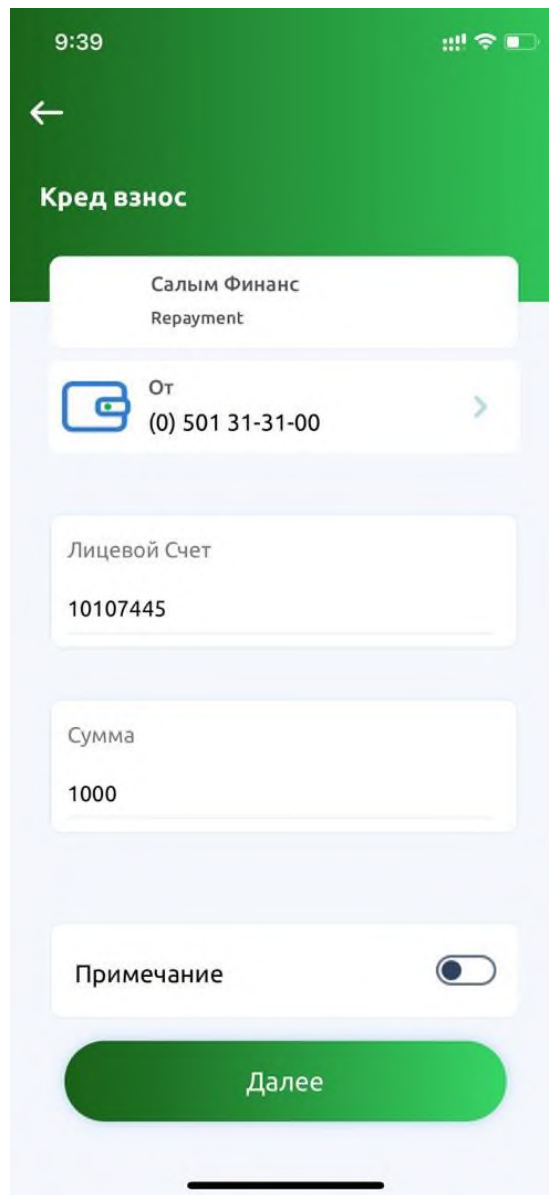 9:39
Кред взнос
Салым Финанс
Repayment
От
(0) 501 31-31-00
Лицевой Счет
10107445
Сумма
1000
Примечание
Далее